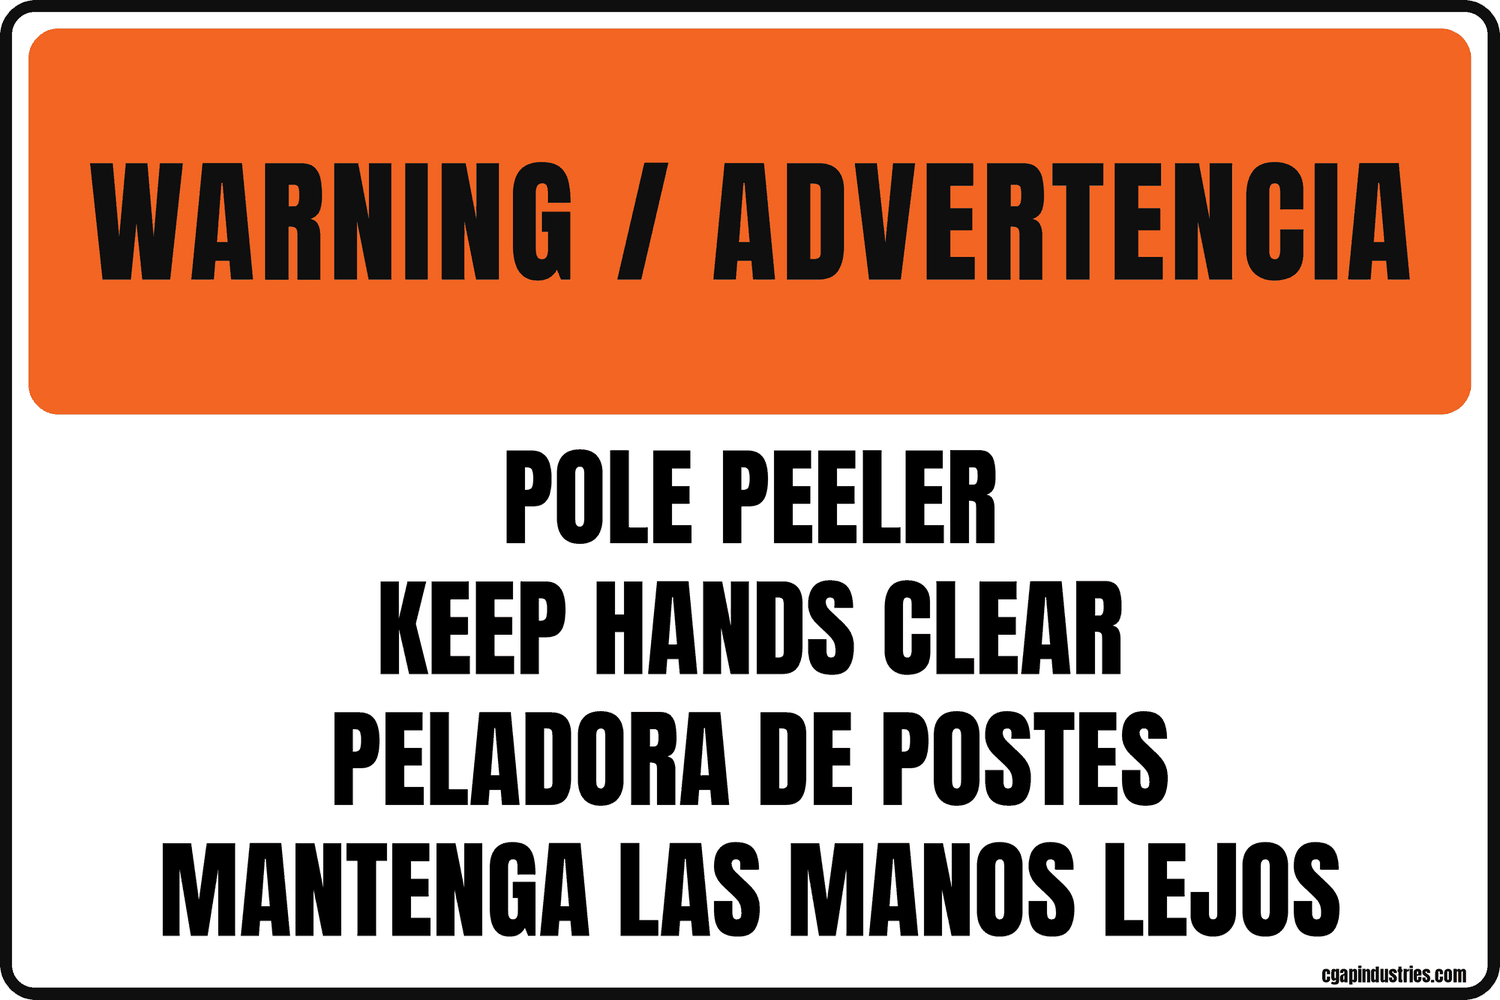 WARNING / ADVERTENCIA
POLE PEELER
KEEP HANDS CLEAR
PELADORA DE POSTES
MANTENGA LAS MANOS LEJOS
cgapindustries.com